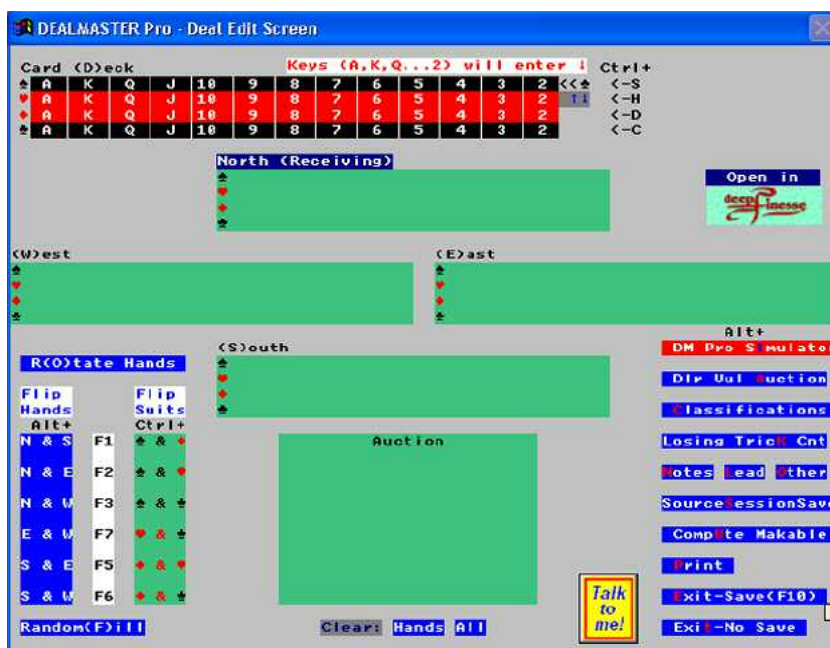 DEALMASTER Pro - Deal Edit Screen
Card (D)eck
Keys (A,K,Q...2) will enter ↓
Ctrl+
♠ A K Q J 10 9 8 7 6 5 4 3 2 <<♠ <-S
♥ A K Q J 10 9 8 7 6 5 4 3 2 ↑↓ <-H
♦ A K Q J 10 9 8 7 6 5 4 3 2 <-D
♣ A K Q J 10 9 8 7 6 5 4 3 2 <-C
North (Receiving)
♠
♥
♦
♣
Open in
deep finesse
(W)est
♠
♥
♦
♣
(E)ast
♠
♥
♦
♣
(S)outh
♠
♥
♦
♣
R(O)tate Hands
Flip Hands
Alt+
Flip Suits
Ctrl+
N & S F1 ♠ & ♦
N & E F2 ♠ & ♥
N & W F3 ♠ & ♣
E & W F7 ♥ & ♣
S & E F5 ♦ & ♥
S & W F6 ♦ & ♣
Random(F)ill
Auction
Clear: Hands All
Talk
to
me!
Alt+
DM Pro SImulato
Dlr Vul Auction
Classifications
Losing TricK Cnt
Notes Lead Other
SourceSessionSave
CompUte Makable
Print
Exit-Save(F10)
Exit-No Save